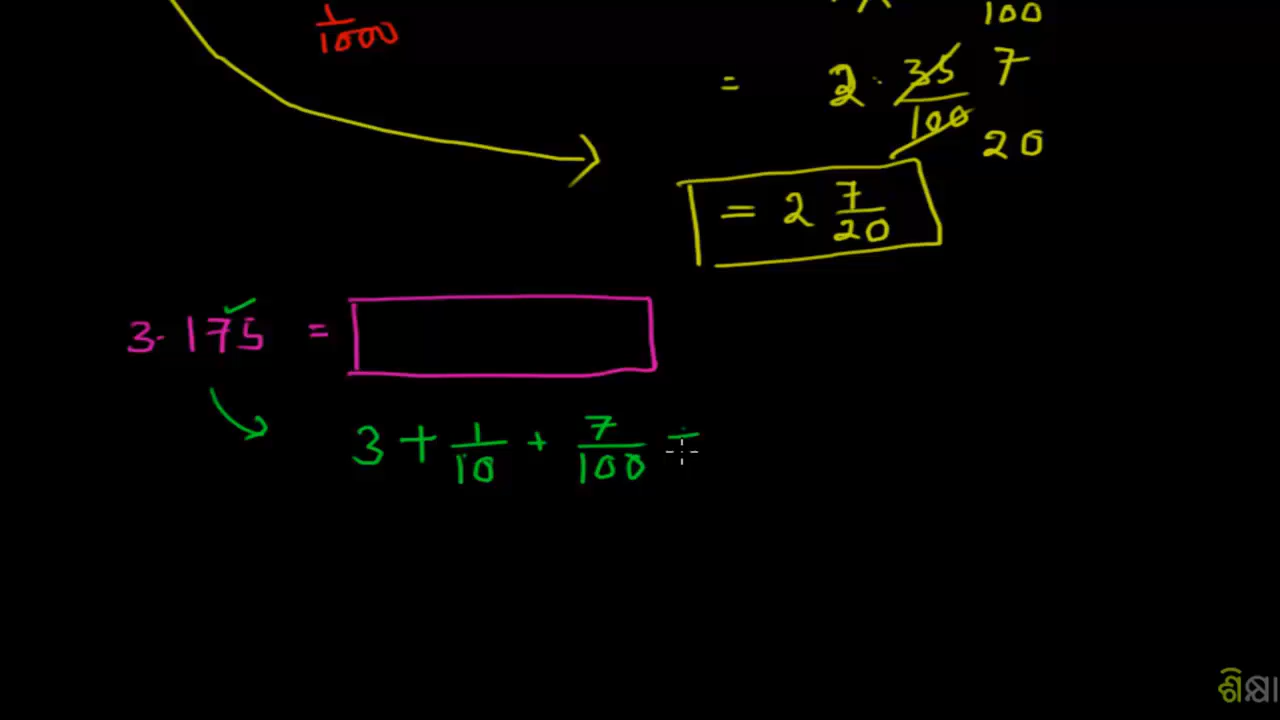 1/1000
100
= 2 · 35/100 7 20
= 2 7/20
3.175 =
3 + 1/10 + 7/100 +
ଶିକ୍ଷା